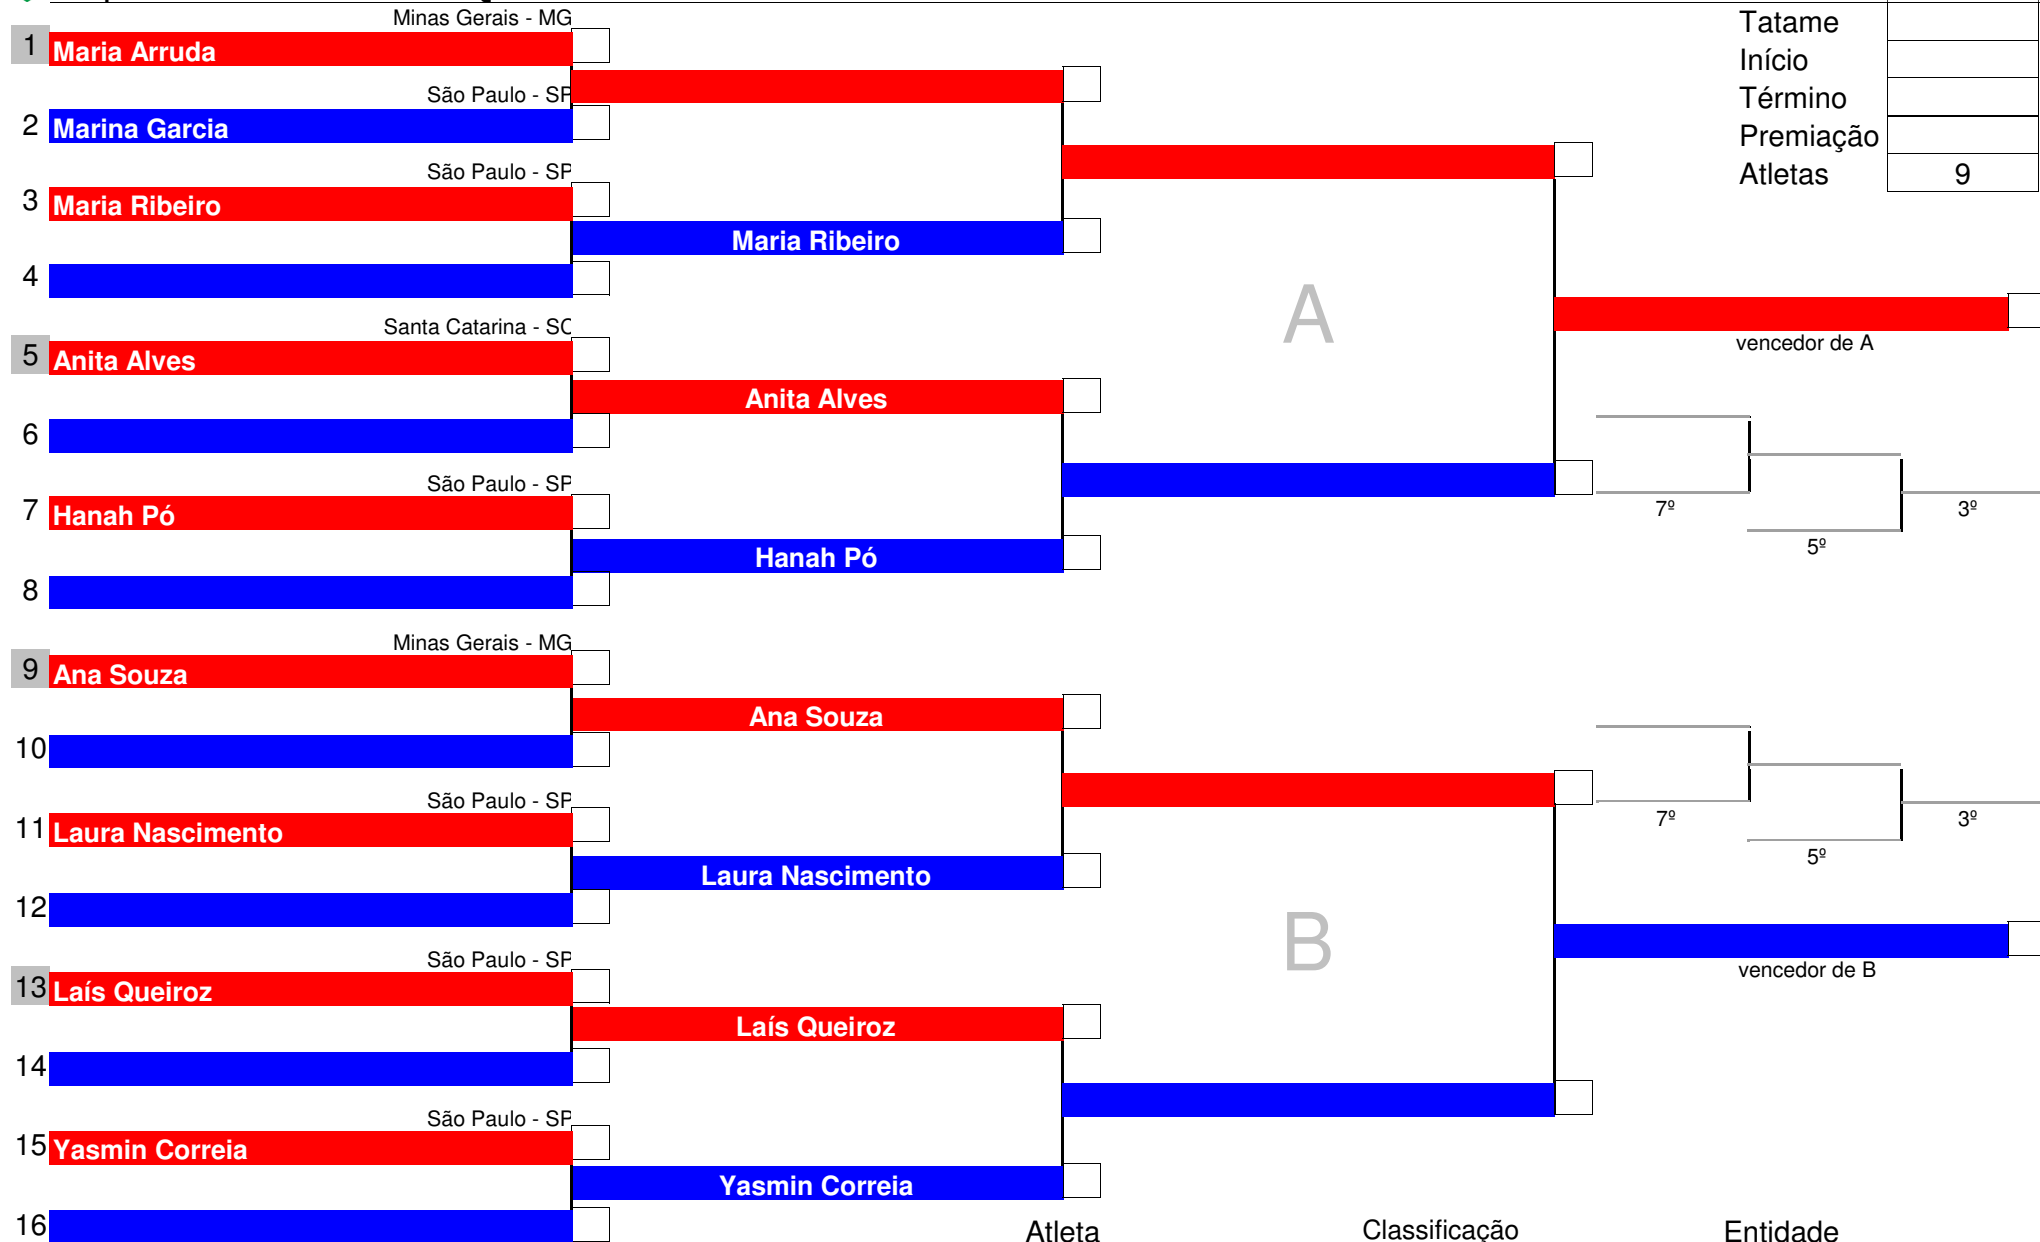 Minas Gerais - MG
1 Maria Arruda
São Paulo - SP
2 Marina Garcia
São Paulo - SP
3 Maria Ribeiro
Maria Ribeiro
4
Santa Catarina - SC
5 Anita Alves
Anita Alves
6
São Paulo - SP
7 Hanah Pó
Hanah Pó
8
Minas Gerais - MG
9 Ana Souza
Ana Souza
10
São Paulo - SP
11 Laura Nascimento
Laura Nascimento
12
São Paulo - SP
13 Laís Queiroz
Laís Queiroz
14
São Paulo - SP
15 Yasmin Correia
Yasmin Correia
16
A
B
Tatame
Início
Término
Premiação
Atletas 9
vencedor de A
7º
5º
3º
7º
5º
3º
vencedor de B
Atleta Classificação Entidade